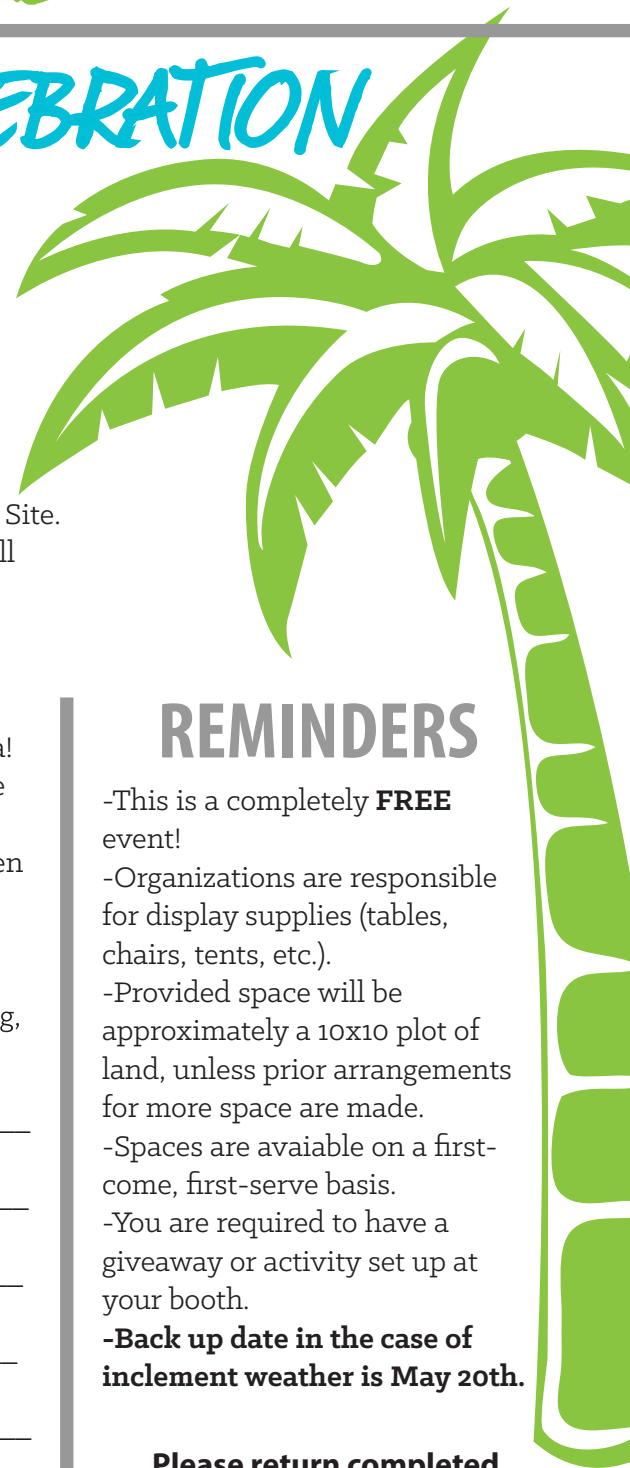 EBRATION
Site.
ll
a!
e
en
g,
REMINDERS
-This is a completely FREE
event!
-Organizations are responsible
for display supplies (tables,
chairs, tents, etc.).
-Provided space will be
approximately a 10x10 plot of
land, unless prior arrangements
for more space are made.
-Spaces are avaiable on a first-
come, first-serve basis.
-You are required to have a
giveaway or activity set up at
your booth.
-Back up date in the case of
inclement weather is May 20th.
Please return completed